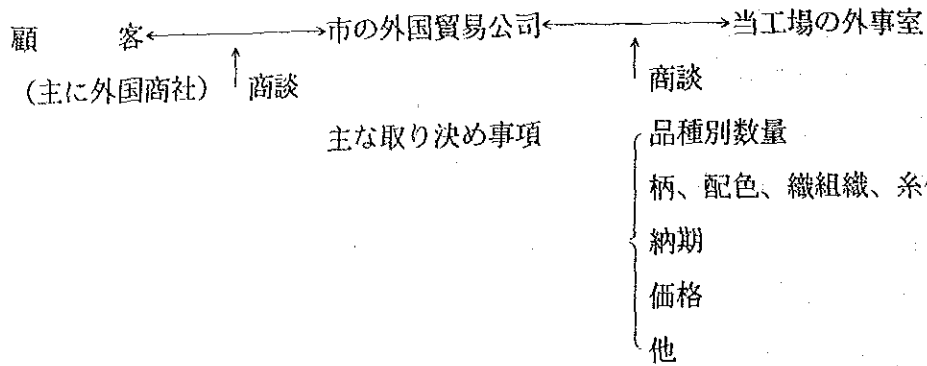 顧　　客←→市の外国貿易公司←→当工場の外事室
（主に外国商社）↑商談
↑商談
主な取り決め事項
品種別数量
柄、配色、織組織、糸
納期
価格
他